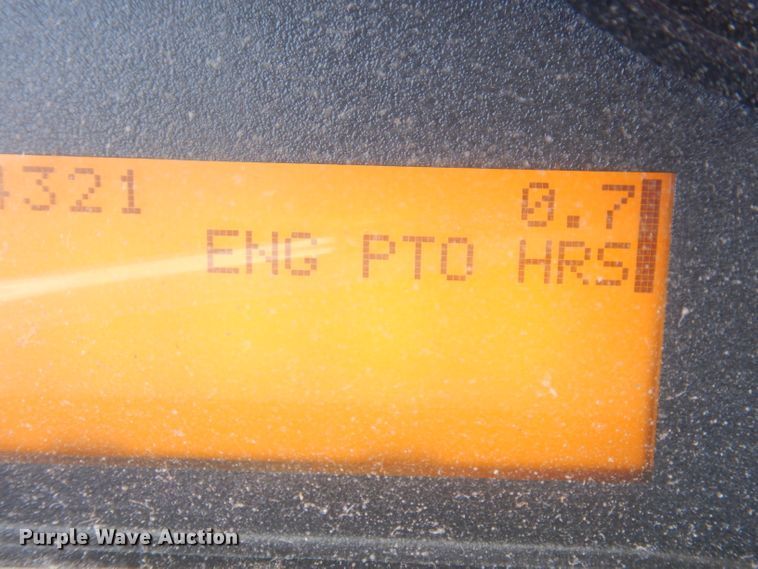 4321 0.7
ENG PTO HRS
Purple Wave Auction